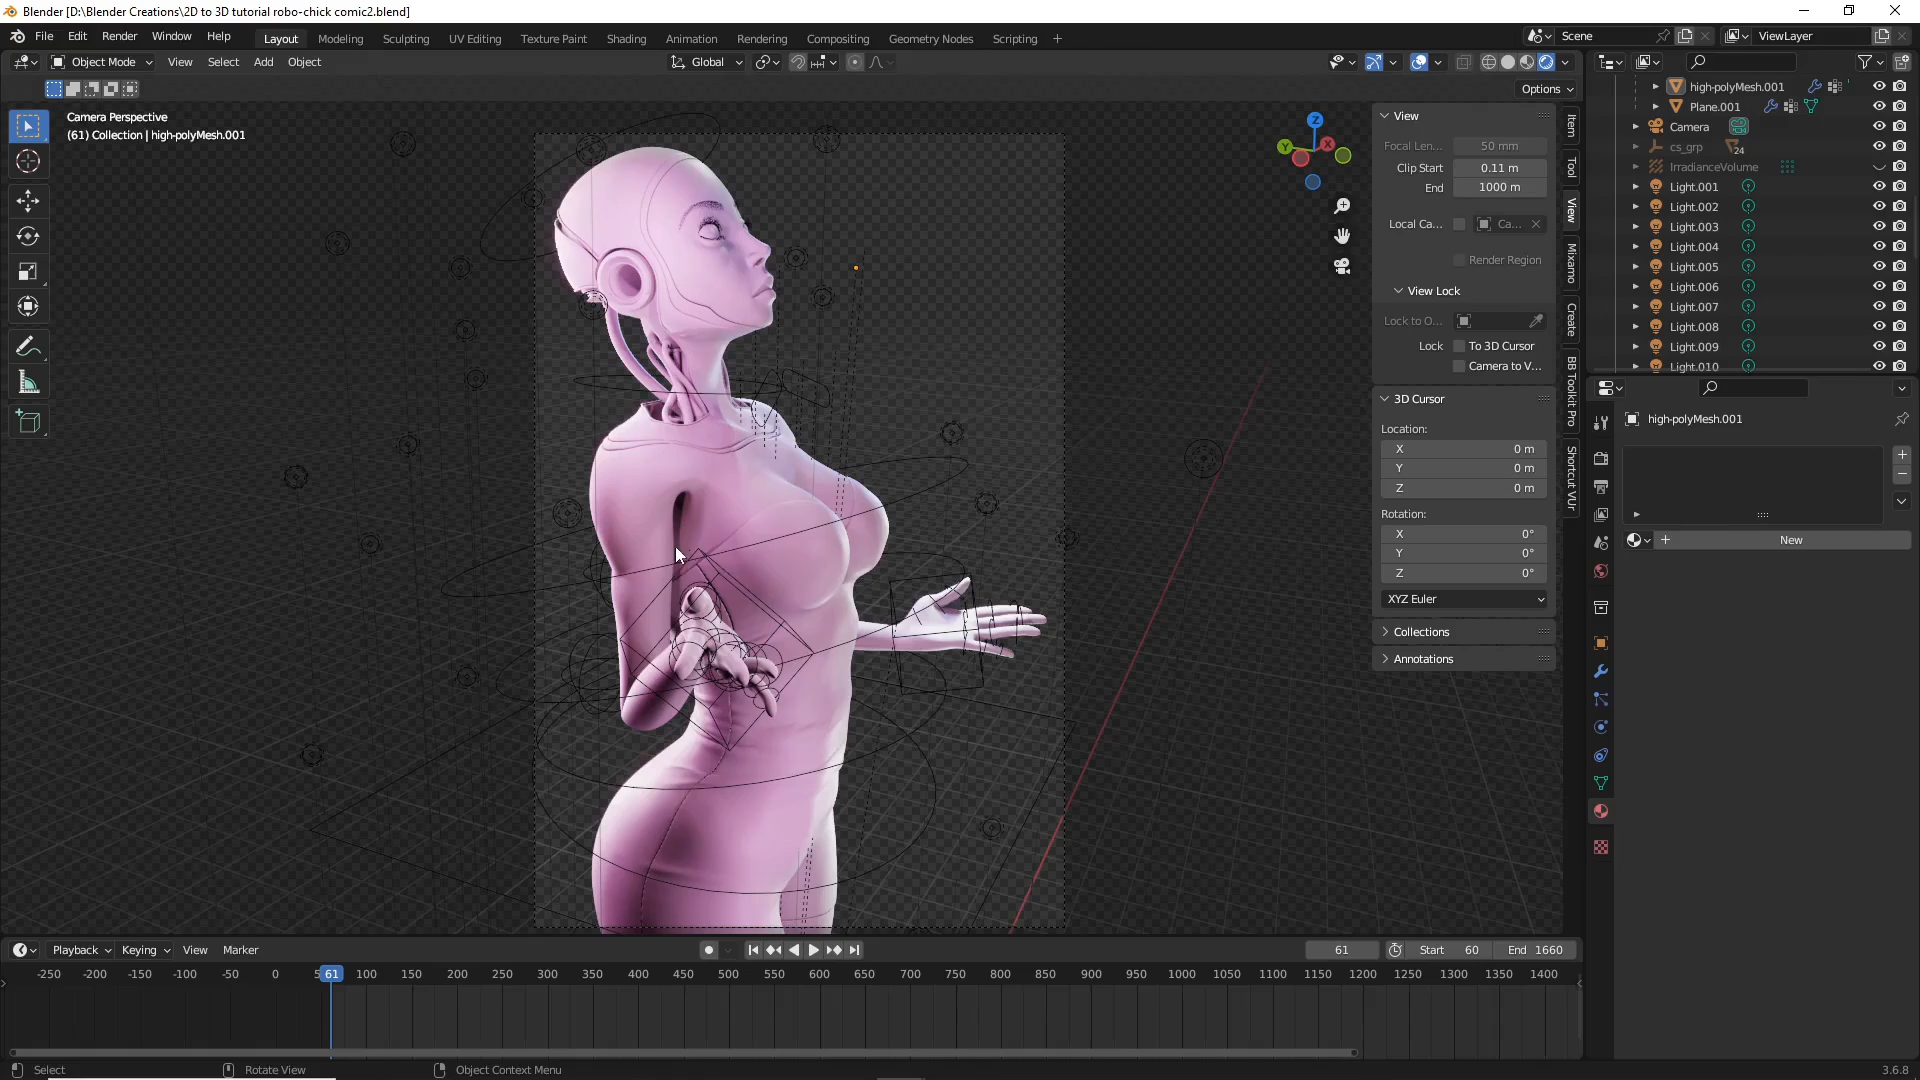 Blender [D:\Blender Creations\2D to 3D tutorial robo-chick comic2.blend]
File Edit Render Window Help Layout Modeling Sculpting UV Editing Texture Paint Shading Animation Rendering Compositing Geometry Nodes Scripting + Scene ViewLayer
Object Mode View Select Add Object Global
Options
Camera Perspective
(61) Collection | high-polyMesh.001
Z
Y
X
View
Focal Len... 50 mm
Clip Start 0.11 m
End 1000 m
Local Ca... Ca...
Render Region
View Lock
Lock to O...
Lock To 3D Cursor
Camera to V...
3D Cursor
Location:
X 0 m
Y 0 m
Z 0 m
Rotation:
X 0°
Y 0°
Z 0°
XYZ Euler
Collections
Annotations
Item
Tool
View
Mixamo
Create
BB Toolkit Pro
Shortcut VUr
high-polyMesh.001
Plane.001
Camera
cs_grp 24
IrradianceVolume
Light.001
Light.002
Light.003
Light.004
Light.005
Light.006
Light.007
Light.008
Light.009
Light.010
high-polyMesh.001
New
Playback Keying View Marker 61 Start 60 End 1660
-250 -200 -150 -100 -50 0 5 61 100 150 200 250 300 350 400 450 500 550 600 650 700 750 800 850 900 950 1000 1050 1100 1150 1200 1250 1300 1350 1400
Select Rotate View Object Context Menu 3.6.8